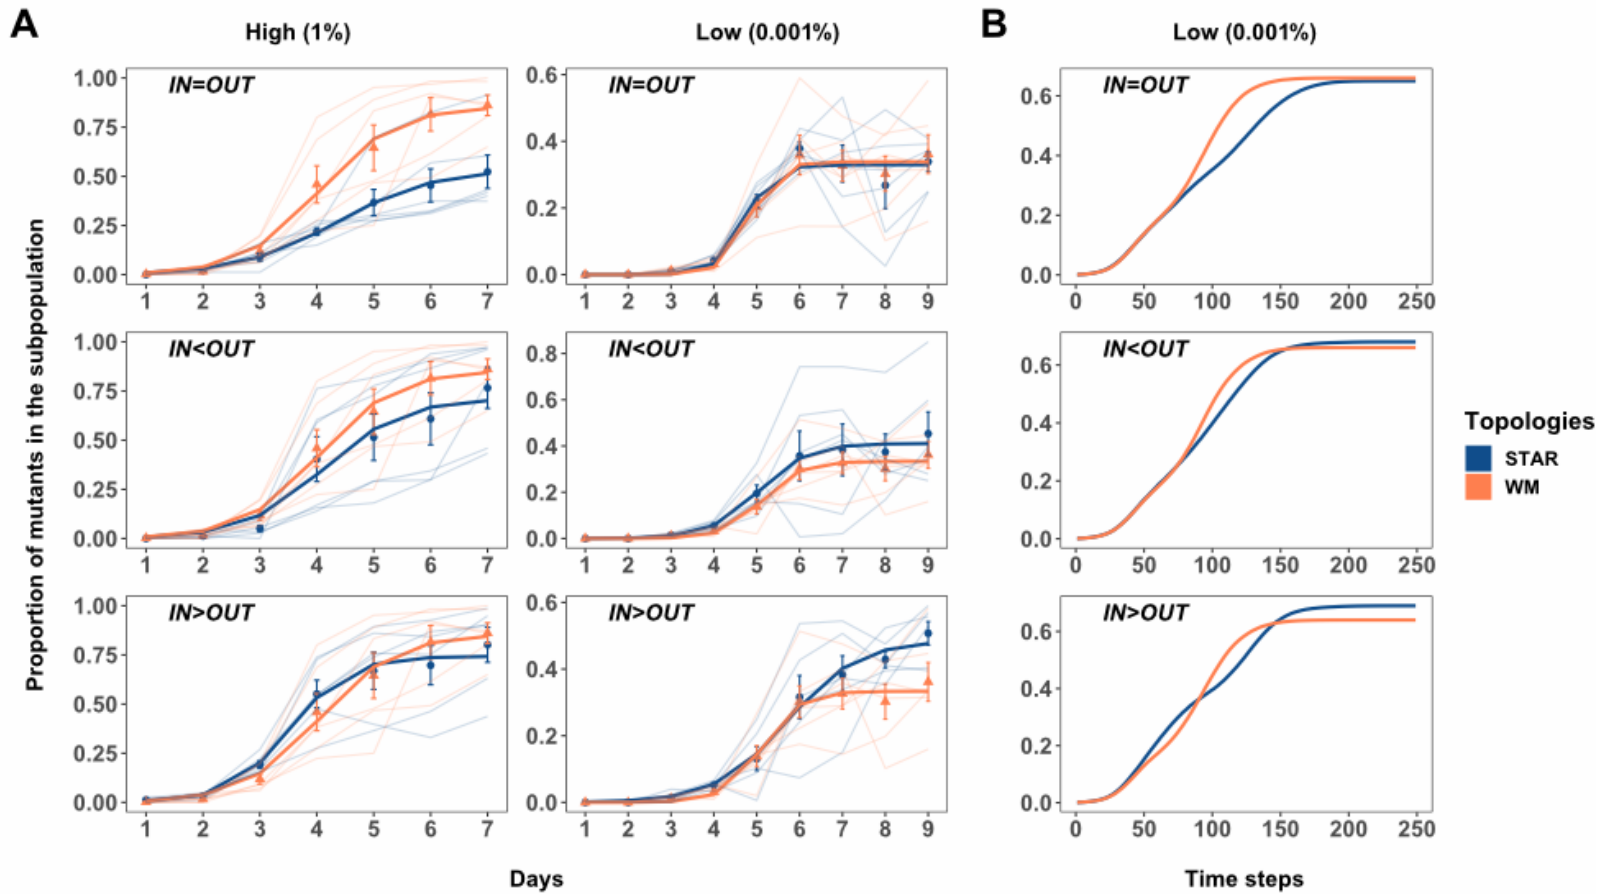 A
High (1%)
Low (0.001%)
B
Low (0.001%)
Proportion of mutants in the subpopulation
IN=OUT
1.00
0.75
0.50
0.25
0.00
1 2 3 4 5 6 7
IN=OUT
0.6
0.4
0.2
0.0
1 2 3 4 5 6 7 8 9
IN=OUT
0.6
0.4
0.2
0.0
0 50 100 150 200 250
IN<OUT
1.00
0.75
0.50
0.25
0.00
1 2 3 4 5 6 7
IN<OUT
0.8
0.6
0.4
0.2
0.0
1 2 3 4 5 6 7 8 9
IN<OUT
0.6
0.4
0.2
0.0
0 50 100 150 200 250
Topologies
STAR
WM
IN>OUT
1.00
0.75
0.50
0.25
0.00
1 2 3 4 5 6 7
IN>OUT
0.6
0.4
0.2
0.0
1 2 3 4 5 6 7 8 9
IN>OUT
0.6
0.4
0.2
0.0
0 50 100 150 200 250
Days
Time steps